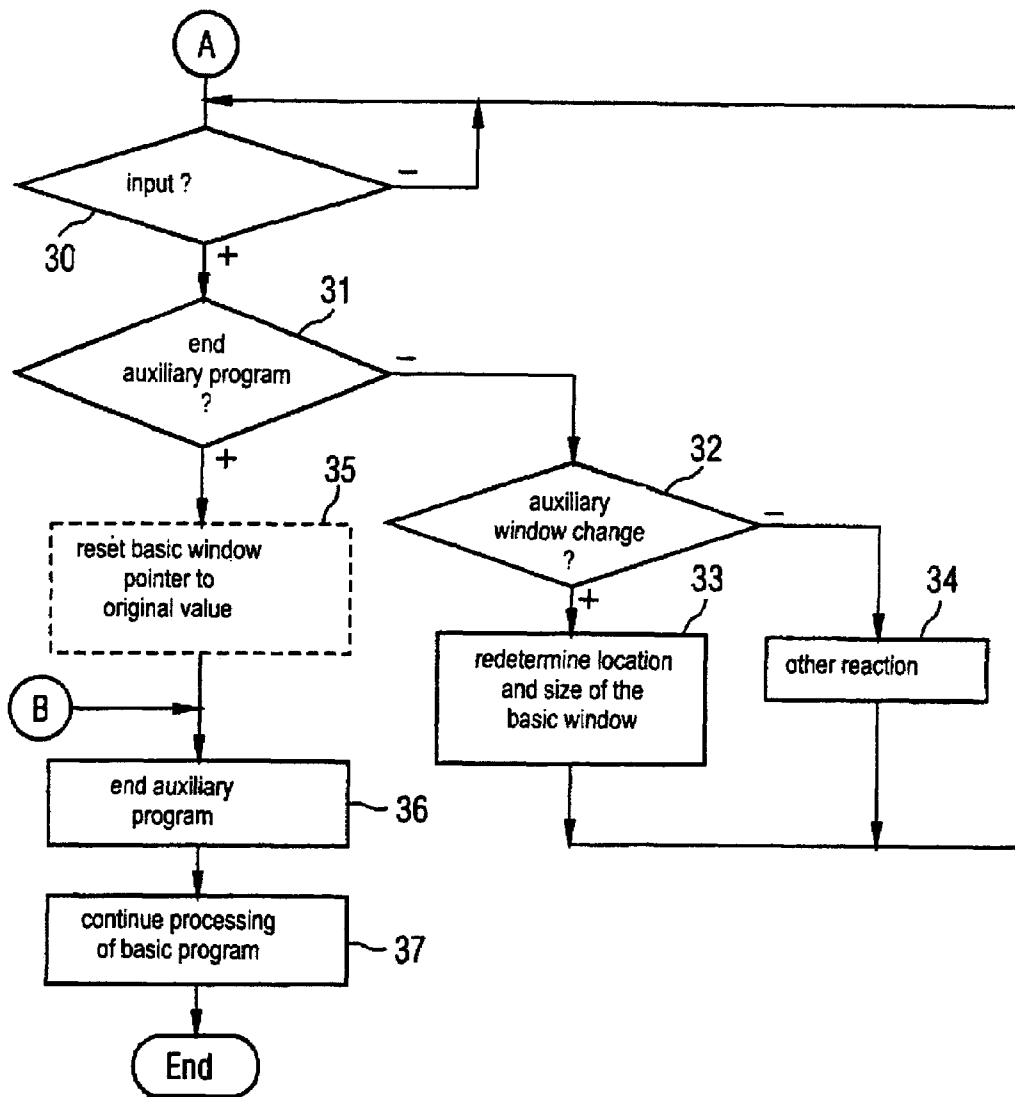 A
input ?
−
30
+
31
end
auxiliary program
?
−
+
32
auxiliary
window change
?
−
+
35
reset basic window
pointer to
original value
33
redetermine location
and size of the
basic window
34
other reaction
B
end auxiliary
program
36
continue processing
of basic program
37
End